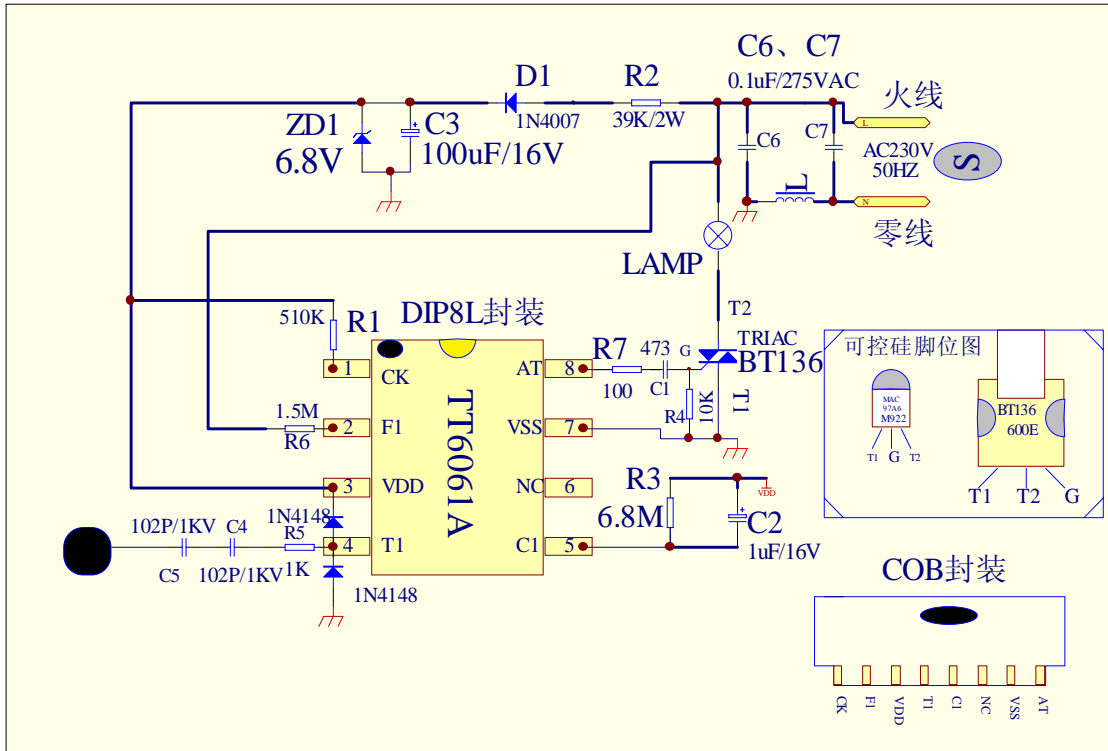 C6、C7
0.1uF/275VAC
D1
1N4007
R2
39K/2W
火线
L
ZD1
6.8V
C3
100uF/16V
+
C6
C7
AC230V
50HZ
S
L
N
零线
LAMP
T2
DIP8L封装
510K
R1
TRIAC
BT136
1
CK
AT
8
R7
100
473
C1
G
R4
10K
T1
1.5M
R6
2
F1
VSS
7
TT6061A
3
VDD
NC
6
R3
6.8M
VDD
+
C2
1uF/16V
1N4148
102P/1KV
C4
R5
4
T1
C1
5
C5
102P/1KV
1K
1N4148
可控硅脚位图
MAC
97A6
M922
T1
G
T2
BT136
600E
T1
T2
G
COB封装
CK
F1
VDD
T1
C1
NC
VSS
AT